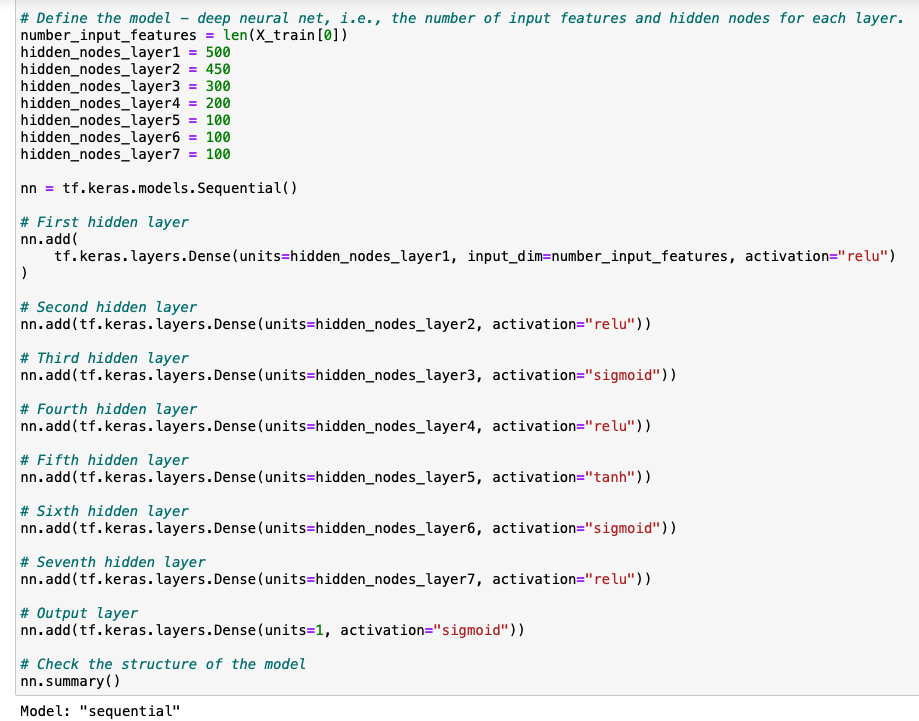 # Define the model - deep neural net, i.e., the number of input features and hidden nodes for each layer.
number_input_features = len(X_train[0])
hidden_nodes_layer1 = 500
hidden_nodes_layer2 = 450
hidden_nodes_layer3 = 300
hidden_nodes_layer4 = 200
hidden_nodes_layer5 = 100
hidden_nodes_layer6 = 100
hidden_nodes_layer7 = 100

nn = tf.keras.models.Sequential()

# First hidden layer
nn.add(
    tf.keras.layers.Dense(units=hidden_nodes_layer1, input_dim=number_input_features, activation="relu")
)

# Second hidden layer
nn.add(tf.keras.layers.Dense(units=hidden_nodes_layer2, activation="relu"))

# Third hidden layer
nn.add(tf.keras.layers.Dense(units=hidden_nodes_layer3, activation="sigmoid"))

# Fourth hidden layer
nn.add(tf.keras.layers.Dense(units=hidden_nodes_layer4, activation="relu"))

# Fifth hidden layer
nn.add(tf.keras.layers.Dense(units=hidden_nodes_layer5, activation="tanh"))

# Sixth hidden layer
nn.add(tf.keras.layers.Dense(units=hidden_nodes_layer6, activation="sigmoid"))

# Seventh hidden layer
nn.add(tf.keras.layers.Dense(units=hidden_nodes_layer7, activation="relu"))

# Output layer
nn.add(tf.keras.layers.Dense(units=1, activation="sigmoid"))

# Check the structure of the model
nn.summary()
Model: "sequential"